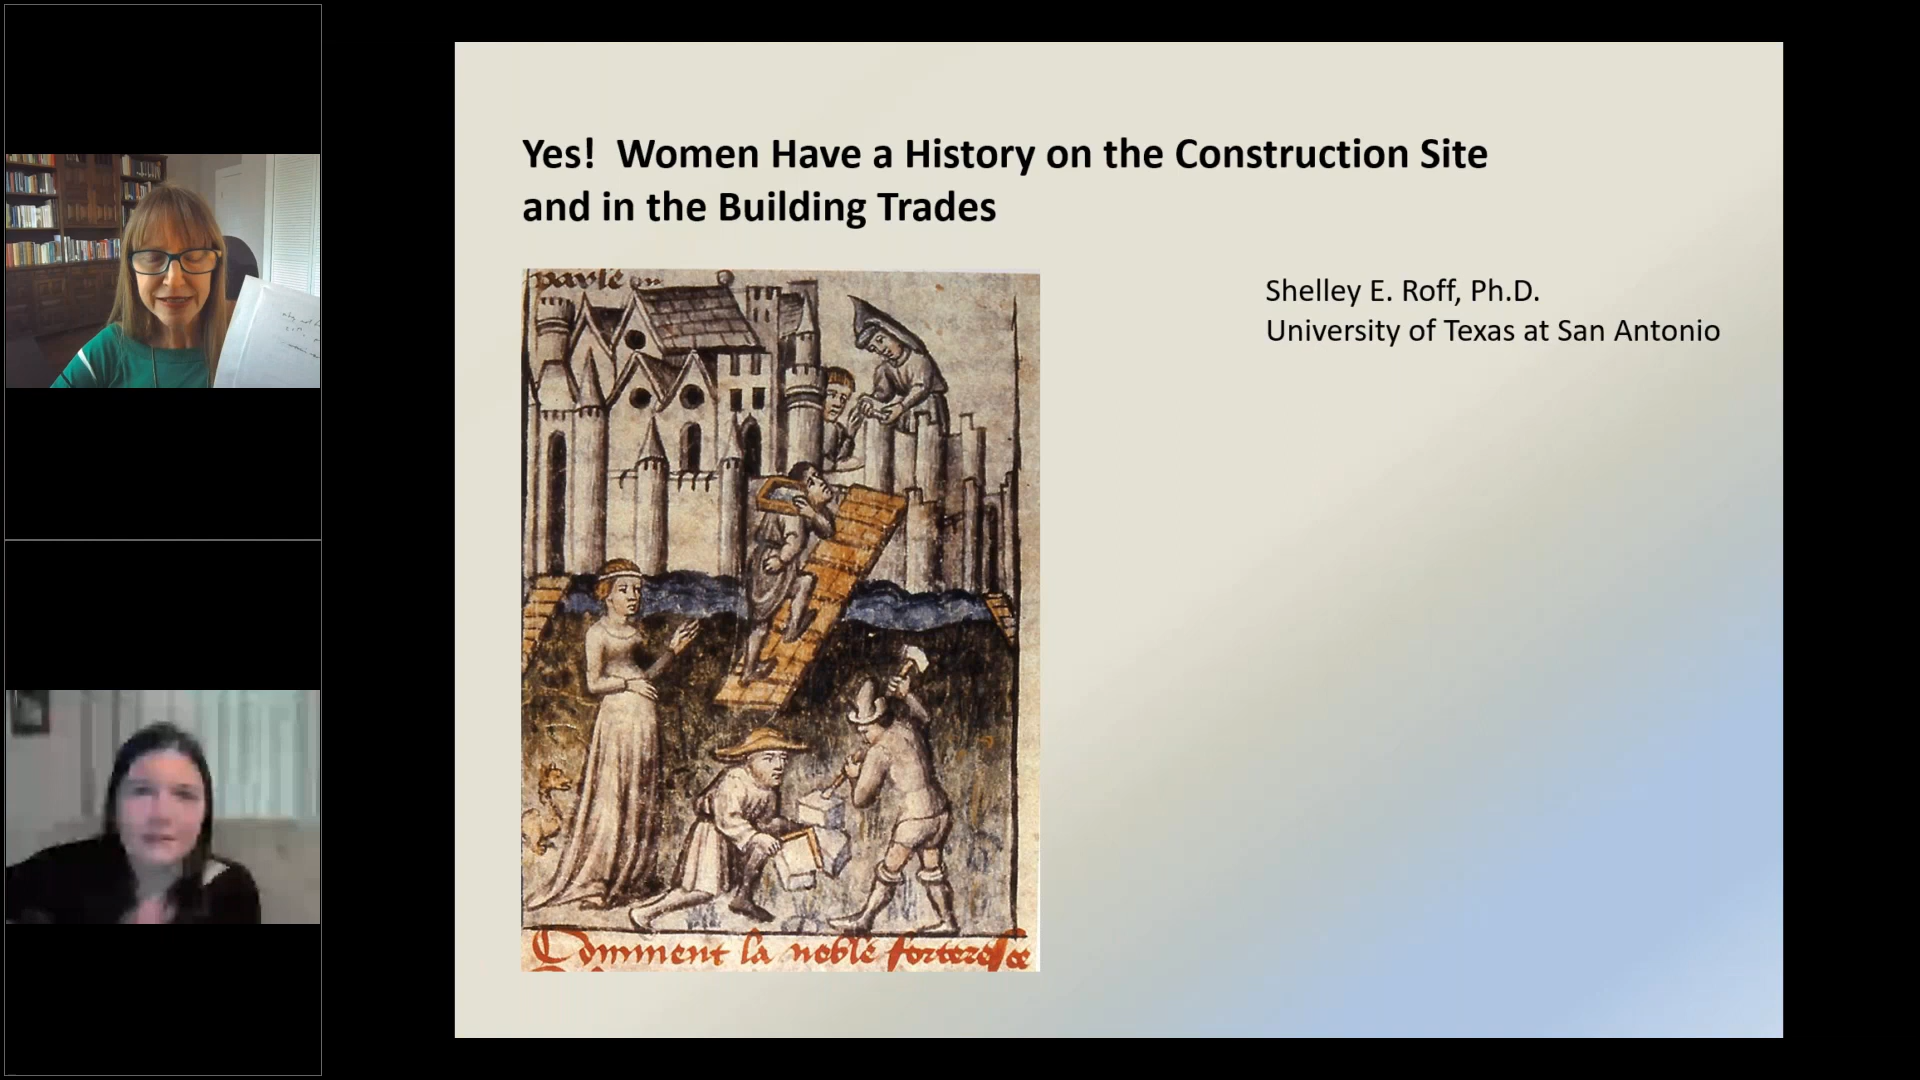 Yes!  Women Have a History on the Construction Site
and in the Building Trades
Shelley E. Roff, Ph.D.
University of Texas at San Antonio
Comment la noble forteresse